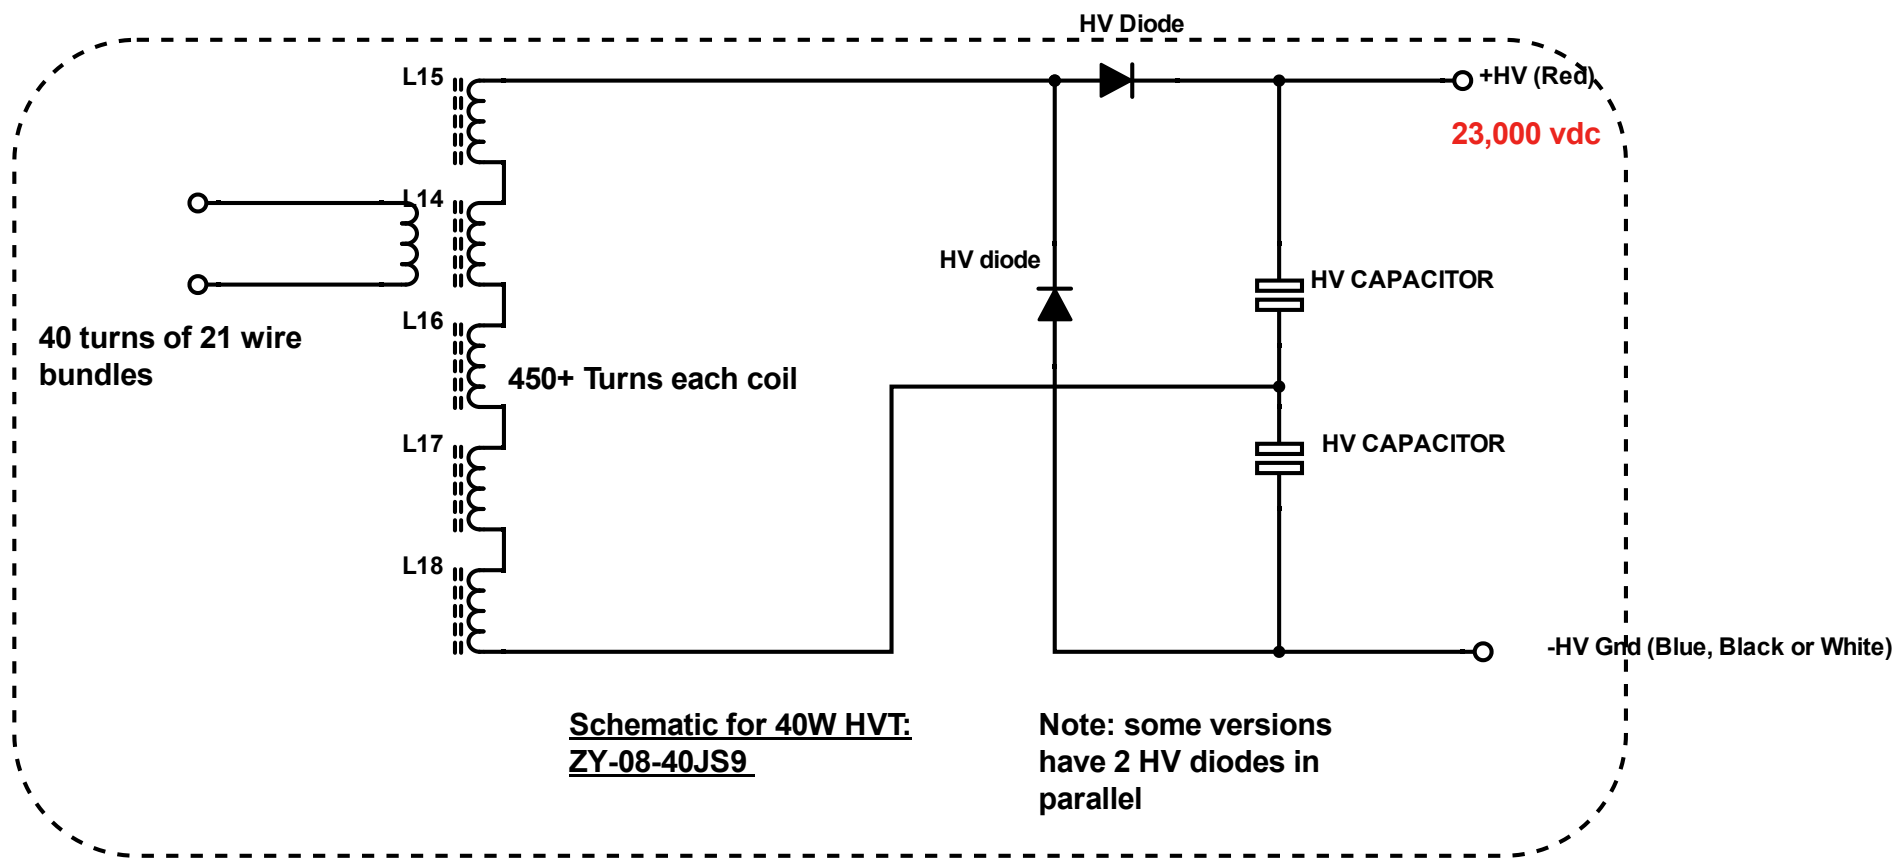 HV Diode
L15
+HV (Red)
23,000 vdc
L14
HV diode
HV CAPACITOR
L16
40 turns of 21 wire
bundles
450+ Turns each coil
L17
HV CAPACITOR
L18
-HV Gnd (Blue, Black or White)
Schematic for 40W HVT:
ZY-08-40JS9
Note: some versions
have 2 HV diodes in
parallel